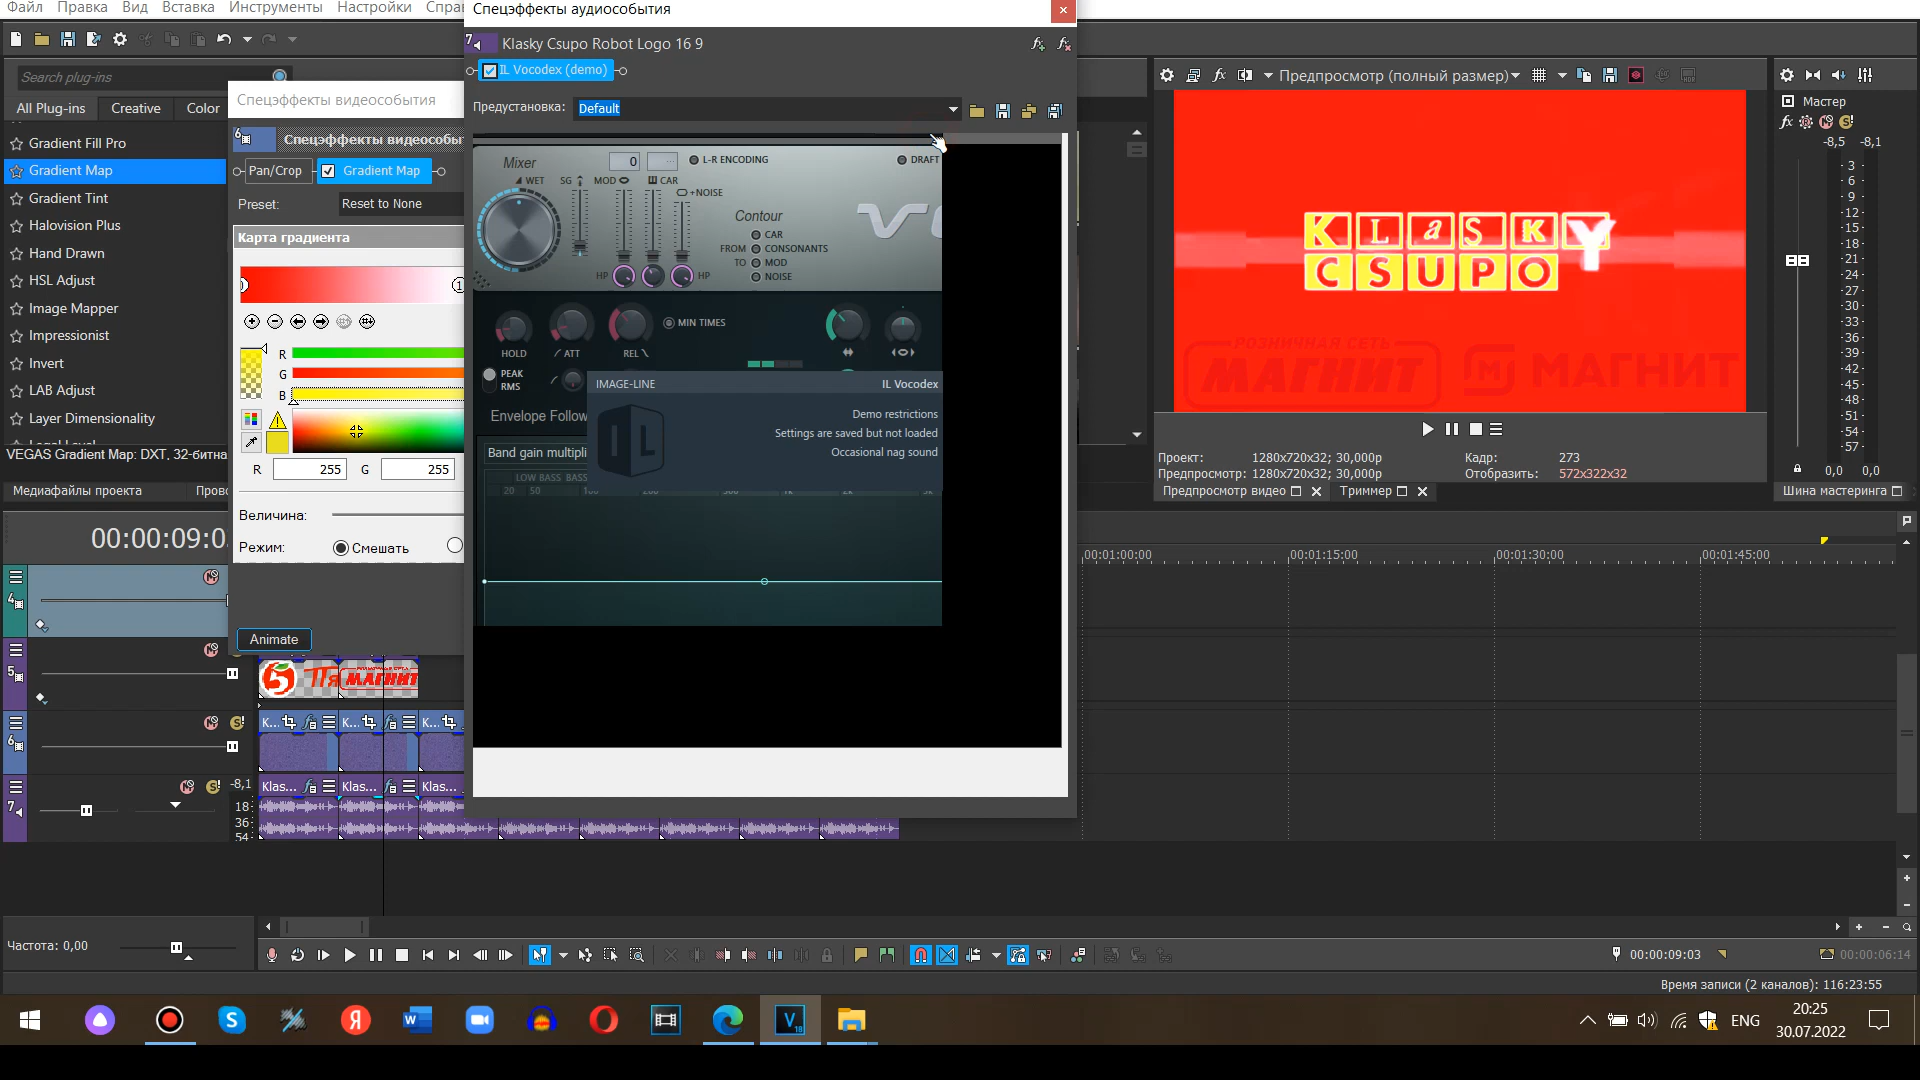 Файл Правка Вид Вставка Инструменты Настройки Спра
Search plug-ins
All Plug-ins Creative Color
Gradient Fill Pro
Gradient Map
Gradient Tint
Halovision Plus
Hand Drawn
HSL Adjust
Image Mapper
Impressionist
Invert
LAB Adjust
Layer Dimensionality
VEGAS Gradient Map: DXT, 32-битна
Медиафайлы проекта
Спецэффекты видеособытия
6
Спецэффекты видеособы
Pan/Crop Gradient Map
Preset: Reset to None
Карта градиента
R
G
B
R 255 G 255
Величина:
Режим: Смешать
Animate
Спецэффекты аудиособытия
7 Klasky Csupo Robot Logo 16 9
IL Vocodex (demo)
Предустановка: Default
Mixer 0 L-R ENCODING DRAFT
WET SG MOD CAR
+NOISE
Contour
CAR
FROM CONSONANTS
TO MOD
NOISE
HP HP
HOLD ATT REL MIN TIMES
PEAK
RMS
Envelope Follow
IMAGE-LINE IL Vocodex
Demo restrictions
Settings are saved but not loaded
Occasional nag sound
Band gain multipli
LOW BASS BASS
20 50
Предпросмотр (полный размер)
KLaSkY
CSUPO
РОЗНИЧНАЯ СЕТЬ
МАГНИТ
МАГНИТ
Проект: 1280x720x32; 30,000p Кадр: 273
Предпросмотр: 1280x720x32; 30,000p Отобразить: 572x322x32
Предпросмотр видео Триммер
Мастер
fx
-8,5 -8,1
3
6
9
12
15
18
21
24
27
30
33
36
39
42
45
48
51
54
57
0,0 0,0
Шина мастеринга
00:00:09:0
00:01:00:00 00:01:15:00 00:01:30:00 00:01:45:00
4
5
5 Пя МАГНИТ
6
K... K... K...
7
-8,1
18
36
54
Klas... Klas... Klas...
Частота: 0,00
00:00:09:03 00:00:06:14
Время записи (2 каналов): 116:23:55
ENG
20:25
30.07.2022